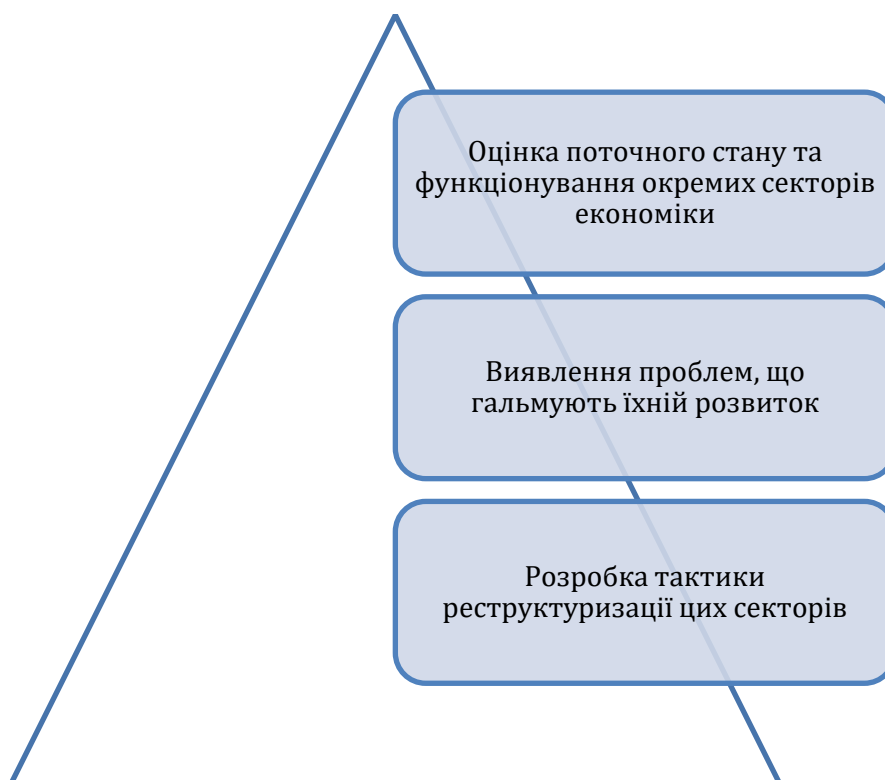 Оцінка поточного стану та
функціонування окремих секторів
економіки
Виявлення проблем, що
гальмують їхній розвиток
Розробка тактики
реструктуризації цих секторів